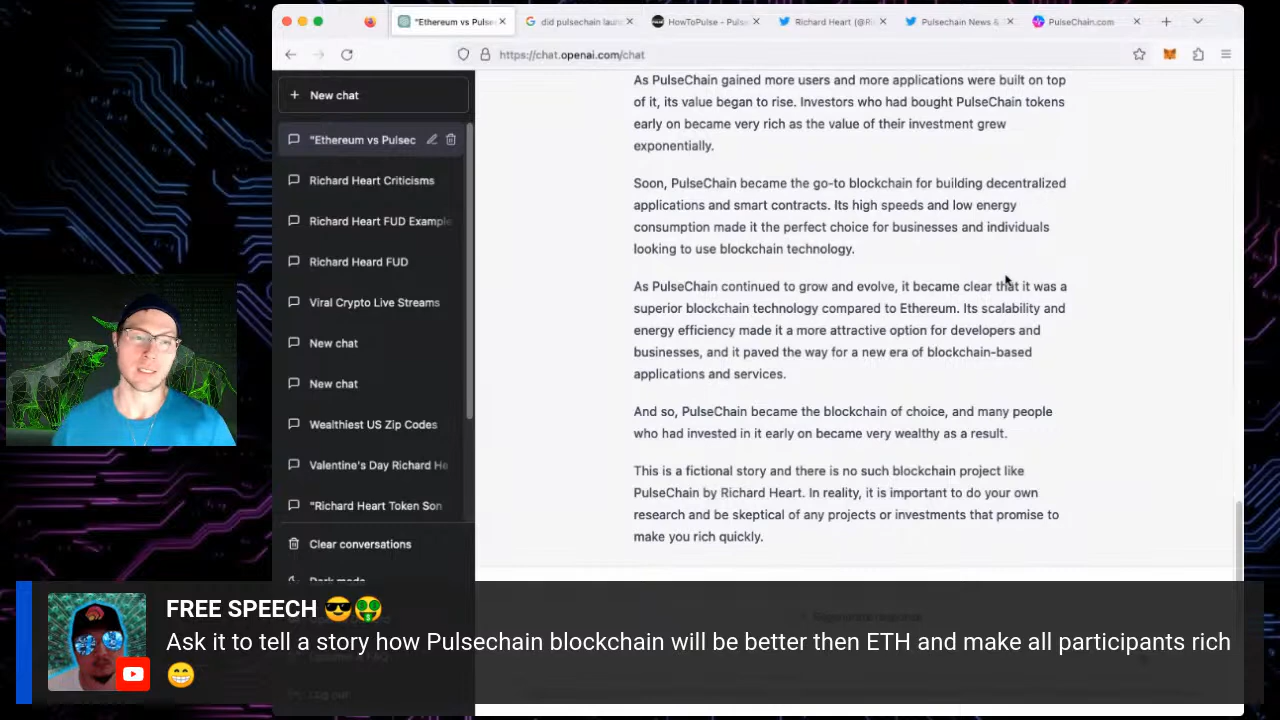 "Ethereum vs Pulsec
did pulsechain laun
HowToPulse - Pulse
Richard Heart (@Ri
Pulsechain News &
PulseChain.com
https://chat.openai.com/chat
New chat
"Ethereum vs Pulsec
Richard Heart Criticisms
Richard Heart FUD Example
Richard Heard FUD
Viral Crypto Live Streams
New chat
New chat
Wealthiest US Zip Codes
Valentine's Day Richard He
"Richard Heart Token Son
Clear conversations
Dark mode
Log out
As PulseChain gained more users and more applications were built on top
of it, its value began to rise. Investors who had bought PulseChain tokens
early on became very rich as the value of their investment grew
exponentially.
Soon, PulseChain became the go-to blockchain for building decentralized
applications and smart contracts. Its high speeds and low energy
consumption made it the perfect choice for businesses and individuals
looking to use blockchain technology.
As PulseChain continued to grow and evolve, it became clear that it was a
superior blockchain technology compared to Ethereum. Its scalability and
energy efficiency made it a more attractive option for developers and
businesses, and it paved the way for a new era of blockchain-based
applications and services.
And so, PulseChain became the blockchain of choice, and many people
who had invested in it early on became very wealthy as a result.
This is a fictional story and there is no such blockchain project like
PulseChain by Richard Heart. In reality, it is important to do your own
research and be skeptical of any projects or investments that promise to
make you rich quickly.
FREE SPEECH 😎🤑
Ask it to tell a story how Pulsechain blockchain will be better then ETH and make all participants rich
😁